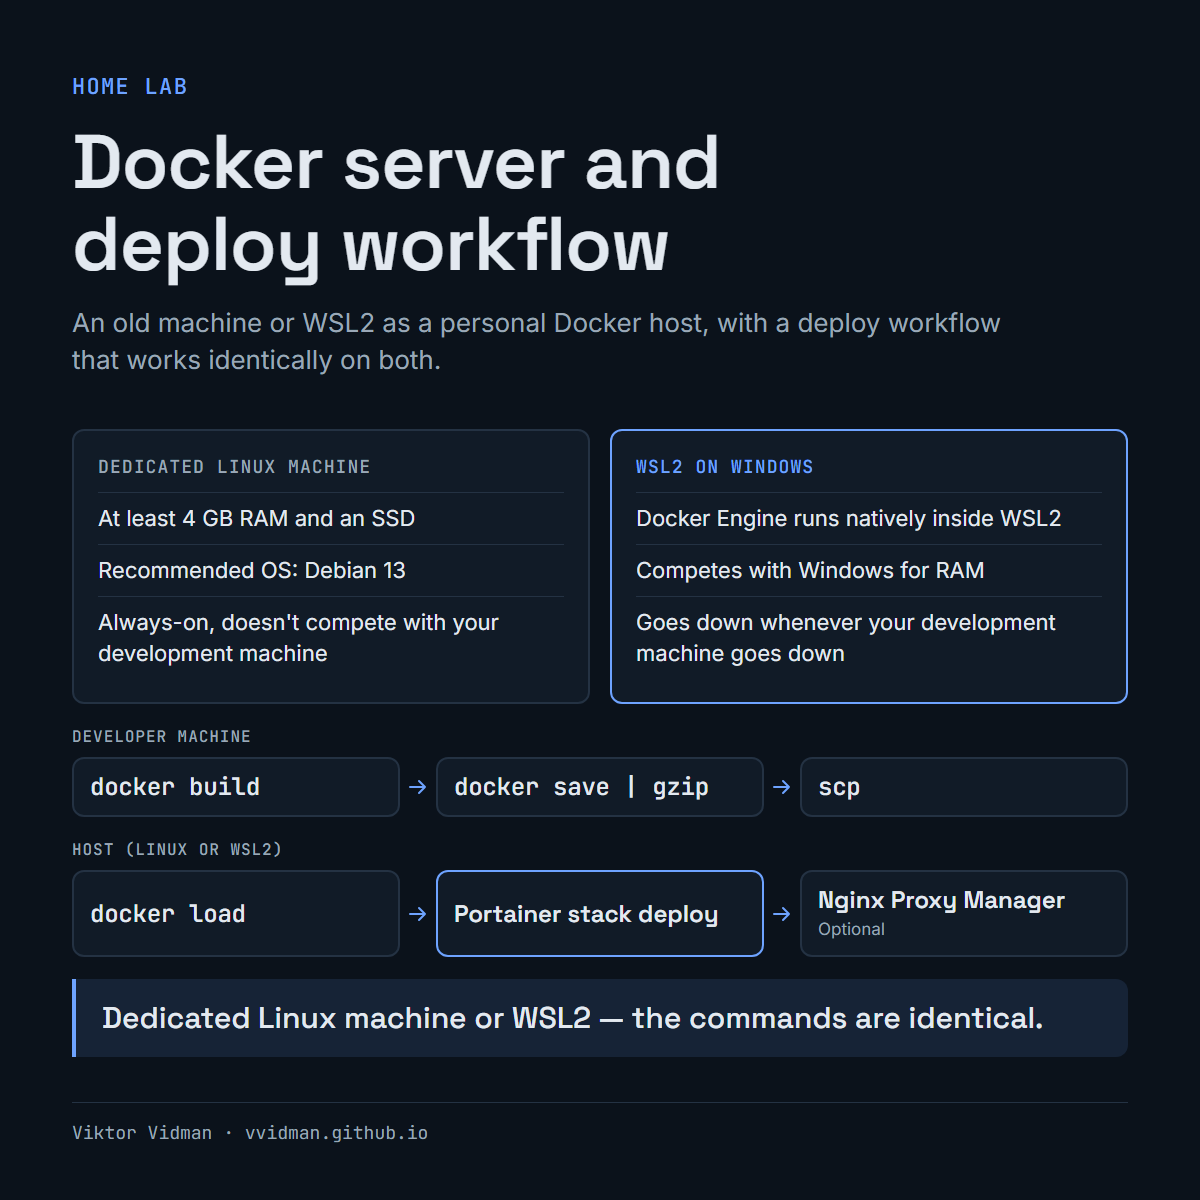 HOME LAB
Docker server and
deploy workflow
An old machine or WSL2 as a personal Docker host, with a deploy workflow
that works identically on both.
DEDICATED LINUX MACHINE
At least 4 GB RAM and an SSD
Recommended OS: Debian 13
Always-on, doesn't compete with your
development machine
WSL2 ON WINDOWS
Docker Engine runs natively inside WSL2
Competes with Windows for RAM
Goes down whenever your development
machine goes down
DEVELOPER MACHINE
docker build → docker save | gzip → scp
HOST (LINUX OR WSL2)
docker load → Portainer stack deploy → Nginx Proxy Manager
Optional
Dedicated Linux machine or WSL2 — the commands are identical.
Viktor Vidman · vvidman.github.io